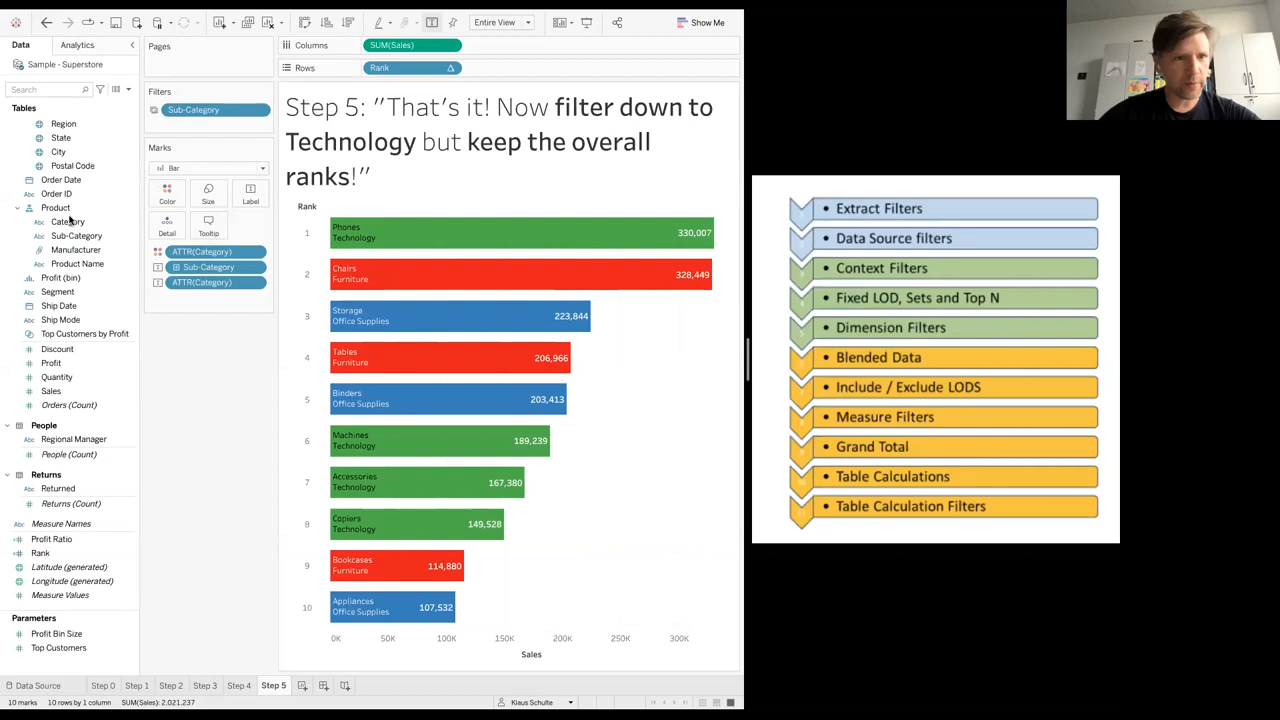 Entire View
Show Me
Data
Analytics
Sample - Superstore
Search
Tables
Region
State
City
Postal Code
Order Date
Abc Order ID
Product
Abc Category
Abc Sub-Category
Manufacturer
Abc Product Name
Profit (bin)
Abc Segment
Ship Date
Abc Ship Mode
Top Customers by Profit
# Discount
# Profit
# Quantity
# Sales
# Orders (Count)
People
Abc Regional Manager
# People (Count)
Returns
Abc Returned
# Returns (Count)
Abc Measure Names
Profit Ratio
Rank
Latitude (generated)
Longitude (generated)
# Measure Values
Parameters
# Profit Bin Size
# Top Customers
Pages
Filters
Sub-Category
Marks
Bar
Color
Size
Label
Detail
Tooltip
ATTR(Category)
Sub-Category
ATTR(Category)
Columns
SUM(Sales)
Rows
Rank
Step 5: "That's it! Now filter down to
Technology but keep the overall
ranks!"
Rank
1 Phones
Technology 330,007
2 Chairs
Furniture 328,449
3 Storage
Office Supplies 223,844
4 Tables
Furniture 206,966
5 Binders
Office Supplies 203,413
6 Machines
Technology 189,239
7 Accessories
Technology 167,380
8 Copiers
Technology 149,528
9 Bookcases
Furniture 114,880
10 Appliances
Office Supplies 107,532
0K 50K 100K 150K 200K 250K 300K
Sales
Data Source Step 0 Step 1 Step 2 Step 3 Step 4 Step 5
10 marks 10 rows by 1 column SUM(Sales): 2.021.237 Klaus Schulte
• Extract Filters
• Data Source filters
• Context Filters
• Fixed LOD, Sets and Top N
• Dimension Filters
• Blended Data
• Include / Exclude LODS
• Measure Filters
• Grand Total
• Table Calculations
• Table Calculation Filters